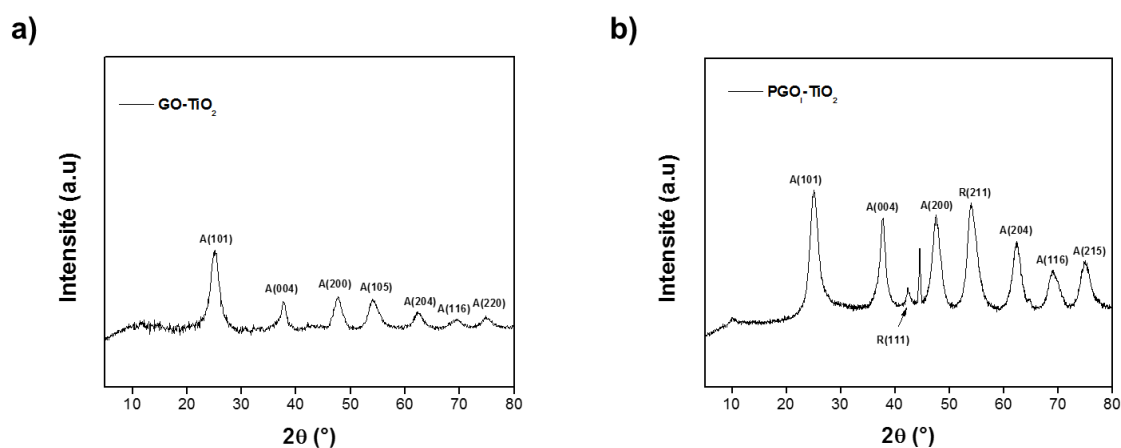 a)
GO-TiO₂
Intensité (a.u)
A(101)
A(004)
A(200)
A(105)
A(204)
A(116)
A(220)
10 20 30 40 50 60 70 80
2θ (°)
b)
PGO₁-TiO₂
Intensité (a.u)
A(101)
A(004)
R(111)
A(200)
R(211)
A(204)
A(116)
A(215)
10 20 30 40 50 60 70 80
2θ (°)